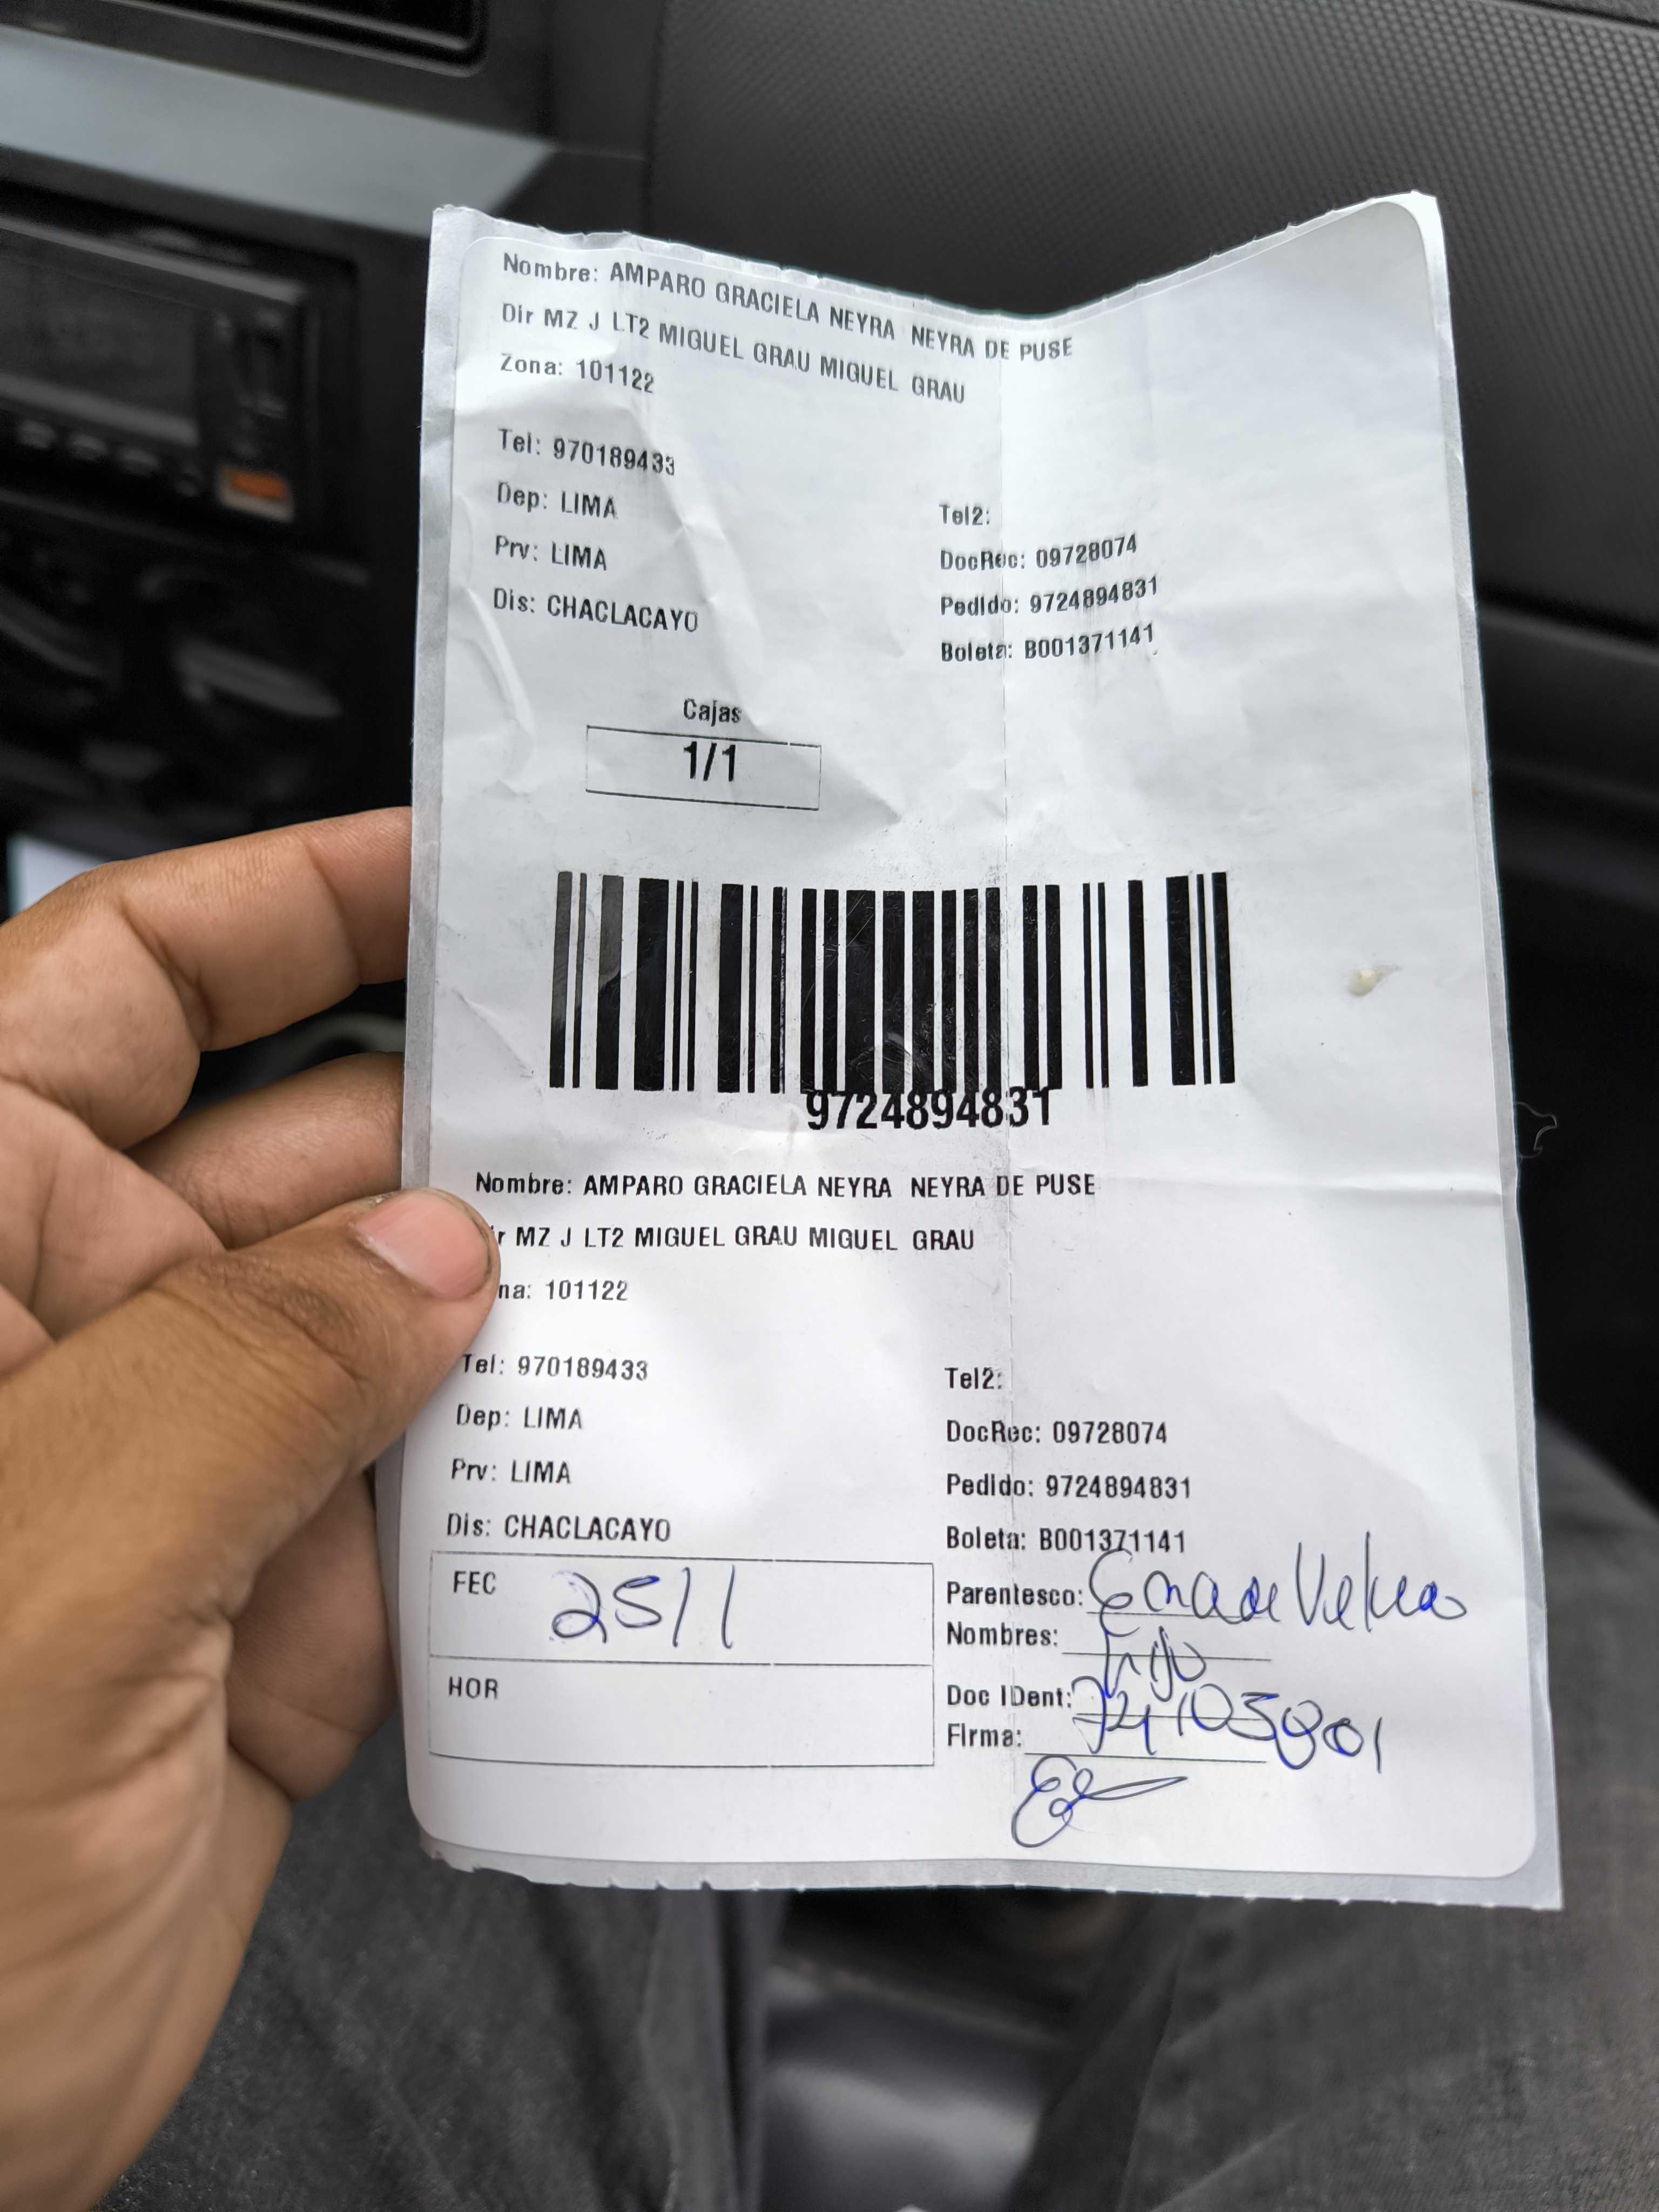 Nombre: AMPARO GRACIELA NEYRA NEYRA DE PUSE
Dir MZ J LT2 MIGUEL GRAU MIGUEL GRAU
Zona: 101122
Tel: 970189433
Dep: LIMA
Prv: LIMA
Dis: CHACLACAYO
Tel2:
DocRec: 09728074
Pedido: 9724894831
Boleta: B001371141
Cajas
1/1
9724894831
Nombre: AMPARO GRACIELA NEYRA NEYRA DE PUSE
r MZ J LT2 MIGUEL GRAU MIGUEL GRAU
na: 101122
Tel: 970189433
Dep: LIMA
Prv: LIMA
Dis: CHACLACAYO
Tel2:
DocRec: 09728074
Pedido: 9724894831
Boleta: B001371141
FEC 25/1
HOR
Parentesco:
Nombres:
Doc IDent:
Firma: